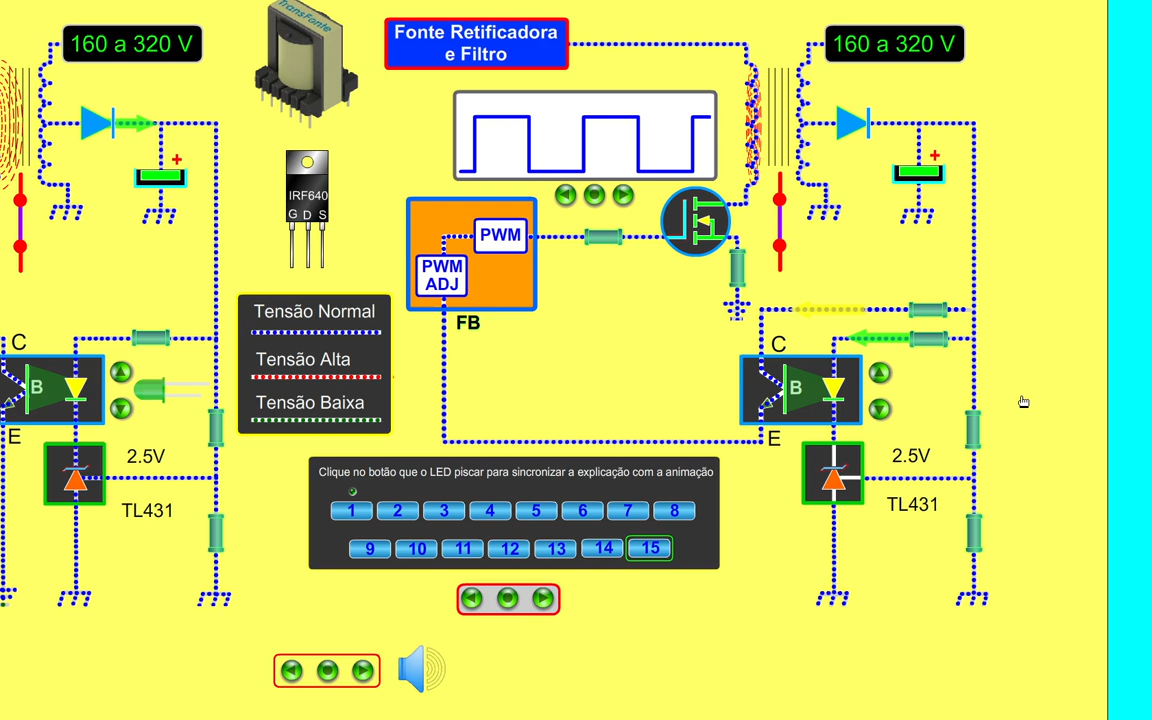 160 a 320 V
TransFonte
Fonte Retificadora
e Filtro
160 a 320 V
IRF640
G D S
PWM
PWM
ADJ
FB
Tensão Normal
Tensão Alta
Tensão Baixa
C
B
E
2.5V
TL431
C
B
E
2.5V
TL431
Clique no botão que o LED piscar para sincronizar a explicação com a animação
1 2 3 4 5 6 7 8
9 10 11 12 13 14 15